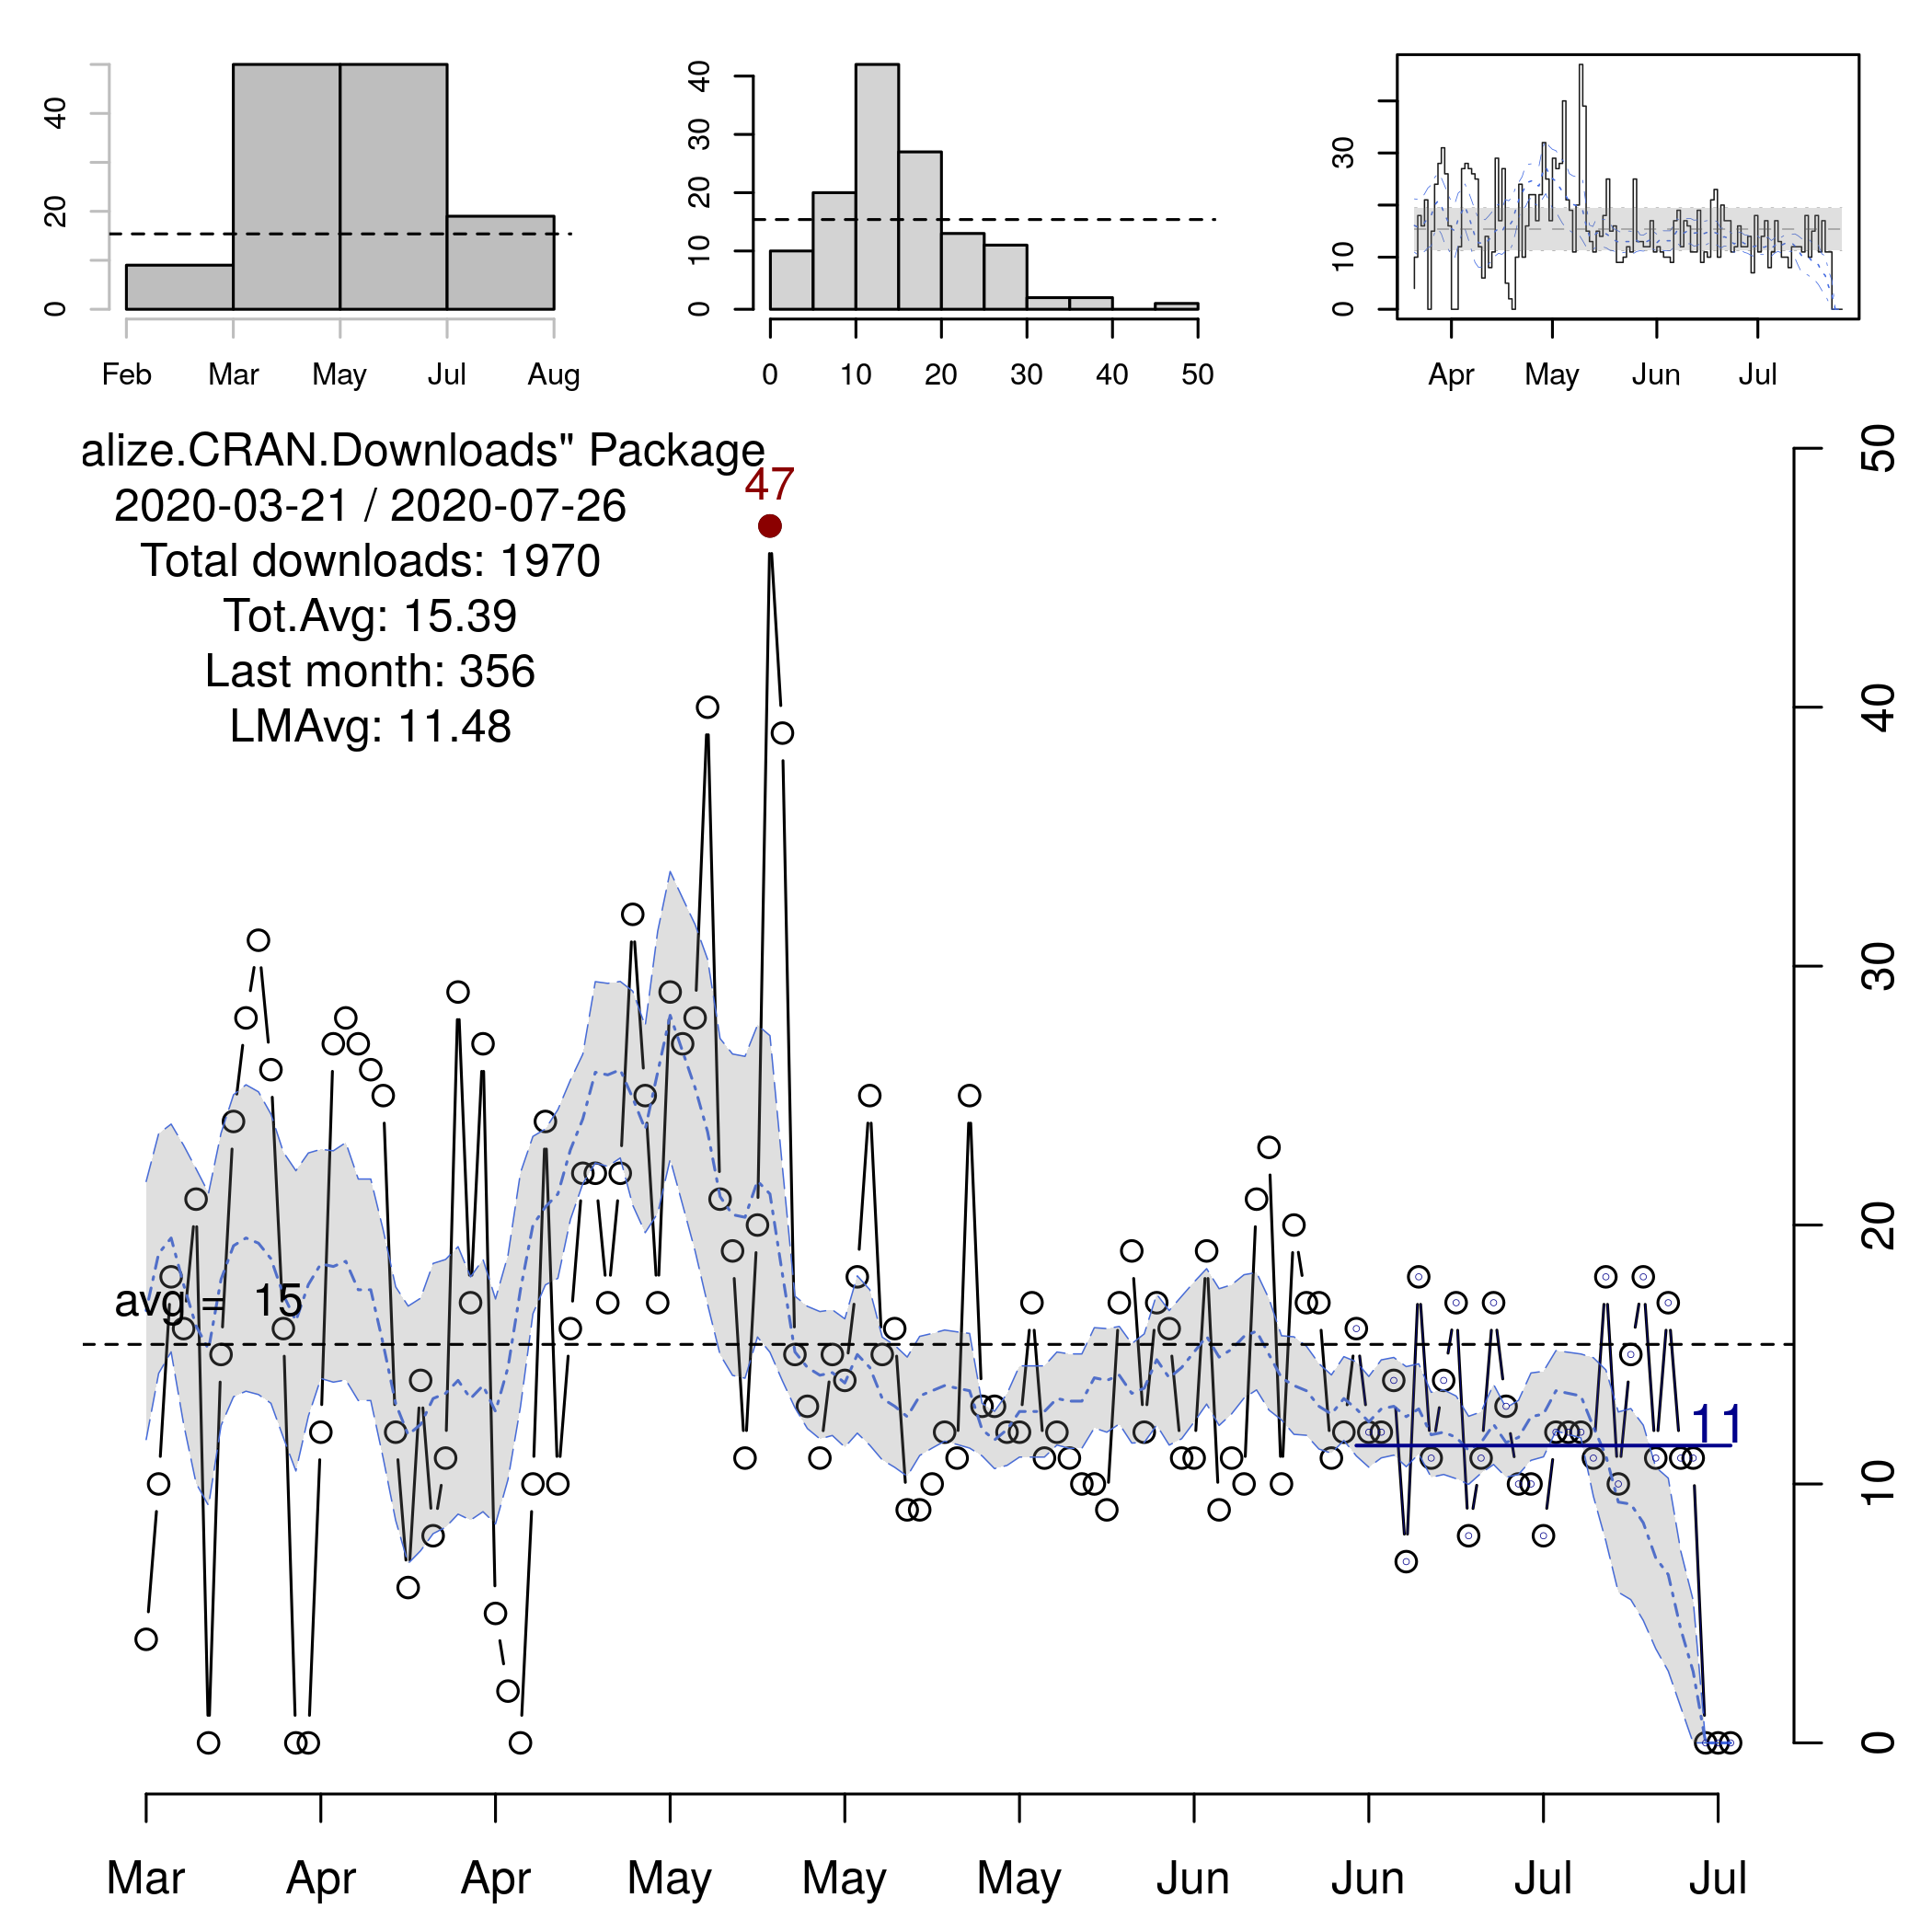 40
20
0
Feb Mar May Jul Aug
40
30
20
10
0
0 10 20 30 40 50
30
10
0
Apr May Jun Jul
alize.CRAN.Downloads" Package
2020-03-21 / 2020-07-26
Total downloads: 1970
Tot.Avg: 15.39
Last month: 356
LMAvg: 11.48
47
avg = 15
11
50
40
30
20
10
0
Mar Apr Apr May May May Jun Jun Jul Jul